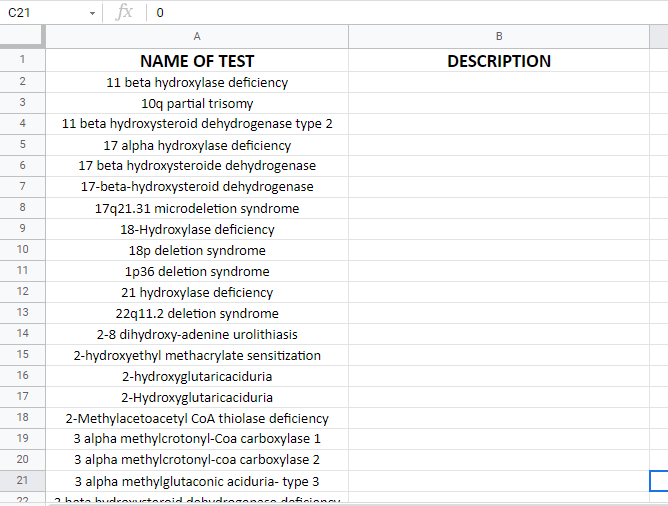 C21 fx 0
A B
1 NAME OF TEST DESCRIPTION
2 11 beta hydroxylase deficiency
3 10q partial trisomy
4 11 beta hydroxysteroid dehydrogenase type 2
5 17 alpha hydroxylase deficiency
6 17 beta hydroxysteroide dehydrogenase
7 17-beta-hydroxysteroid dehydrogenase
8 17q21.31 microdeletion syndrome
9 18-Hydroxylase deficiency
10 18p deletion syndrome
11 1p36 deletion syndrome
12 21 hydroxylase deficiency
13 22q11.2 deletion syndrome
14 2-8 dihydroxy-adenine urolithiasis
15 2-hydroxyethyl methacrylate sensitization
16 2-hydroxyglutaricaciduria
17 2-Hydroxyglutaricaciduria
18 2-Methylacetoacetyl CoA thiolase deficiency
19 3 alpha methylcrotonyl-Coa carboxylase 1
20 3 alpha methylcrotonyl-coa carboxylase 2
21 3 alpha methylglutaconic aciduria- type 3
22 3 beta hydroxysteroid dehydrogenase deficiency